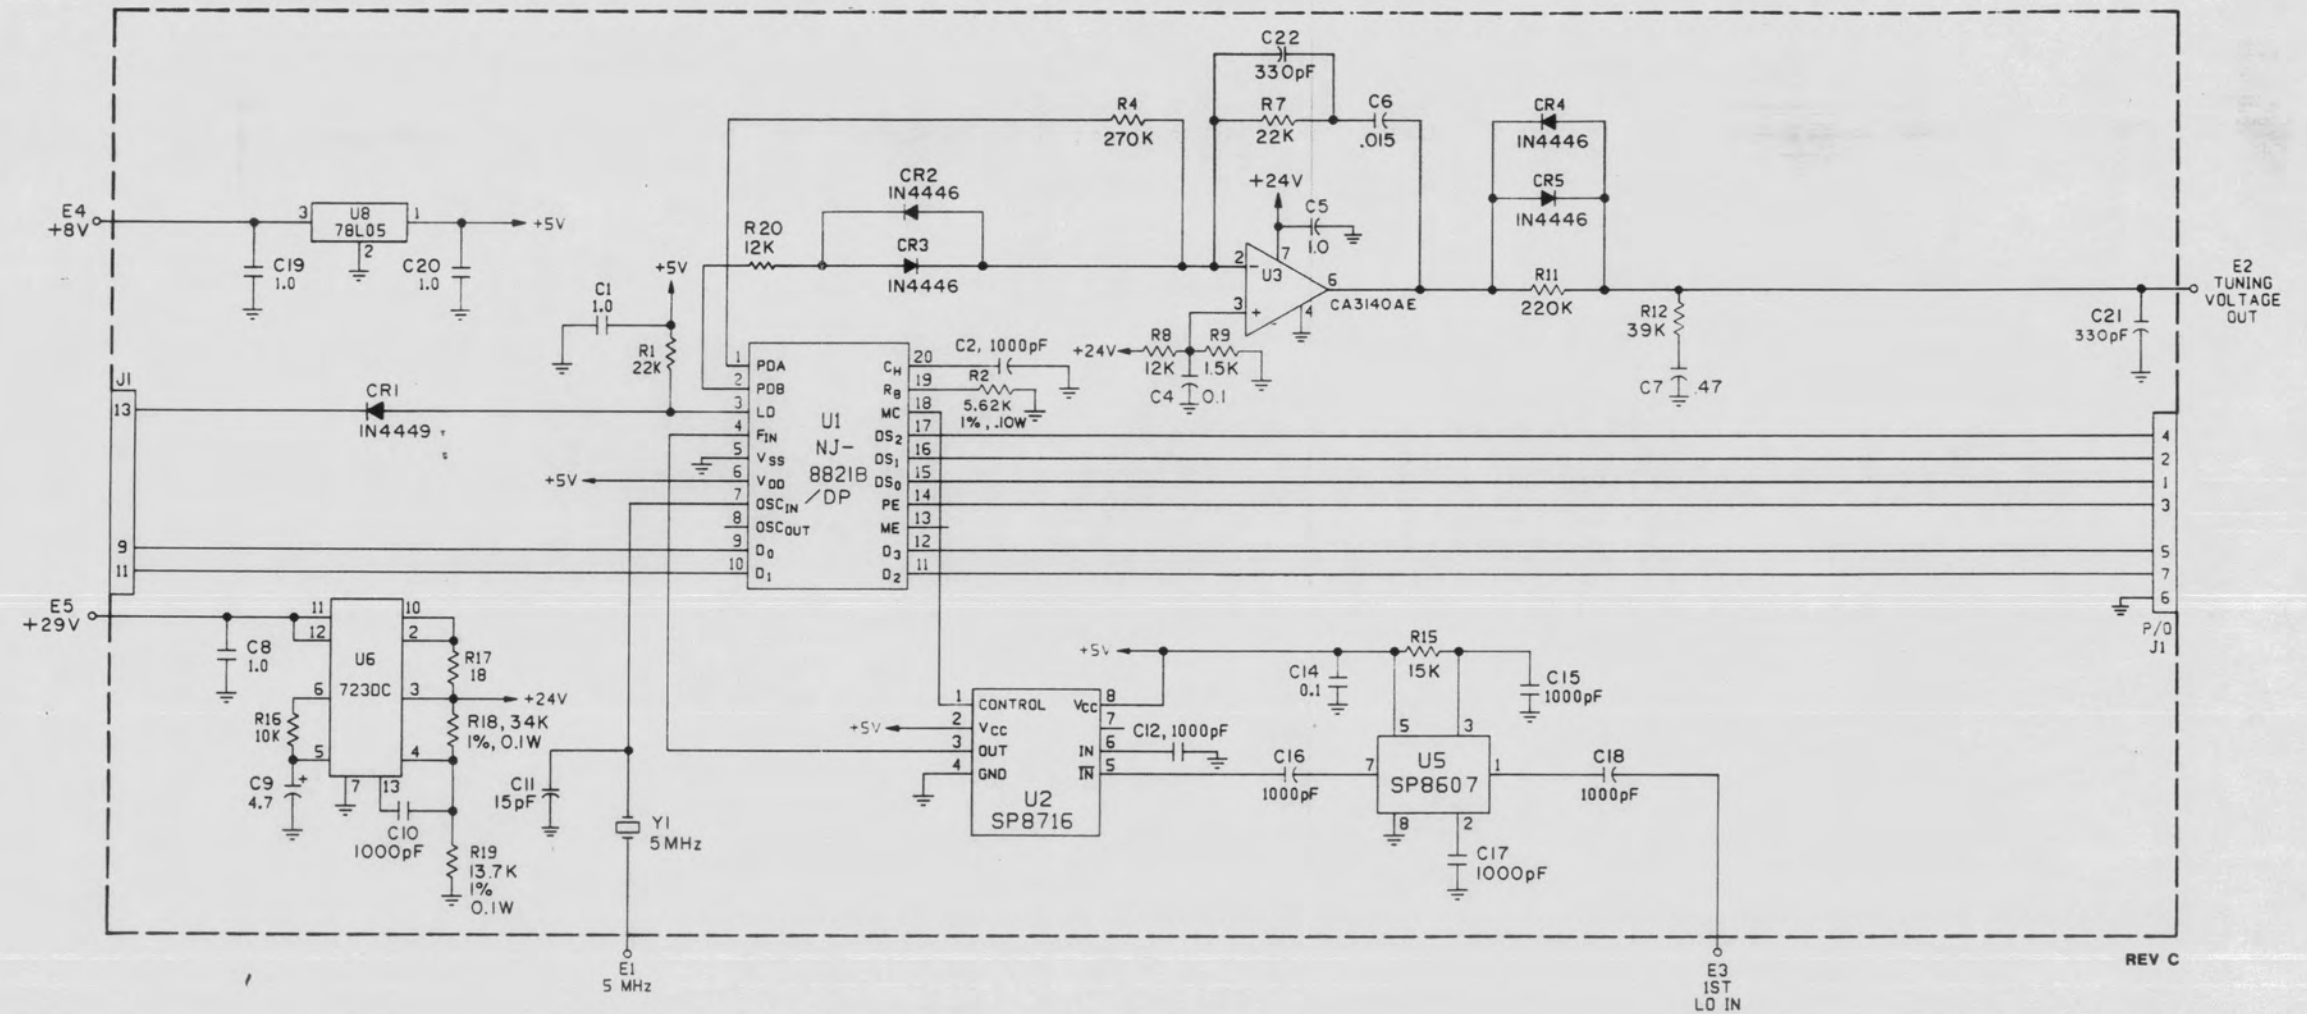 C22
330pF
R4
270K
R7
22K
C6
.015
CR4
IN4446
CR5
IN4446
+24V
C5
1.0
CR2
IN4446
CR3
IN4446
R20
12K
E4
+8V
3
U8
78L05
1
2
+5V
C19
1.0
C20
1.0
+5V
C1
1.0
R1
22K
2
7
U3
6
3
+
4
CA3140AE
R11
220K
R12
39K
C7
.47
C21
330pF
E2
TUNING
VOLTAGE
OUT
+24V
R8
12K
R9
1.5K
C4
0.1
J1
13
9
11
CR1
IN4449
U1
NJ-
8821B
/DP
1 PDA
2 PDB
3 LD
4 FIN
5 VSS
6 VDD
7 OSCIN
8 OSCOUT
9 D0
10 D1
20 CH
19 RB
18 MC
17 DS2
16 DS1
15 DS0
14 PE
13 ME
12 D3
11 D2
C2, 1000pF
R2
5.62K
1%, .10W
+5V
4
2
1
3
5
7
6
P/O
J1
E5
+29V
C8
1.0
11
12
10
2
U6
723DC
6
3
5
4
7
13
R17
18
+24V
R18, 34K
1%, 0.1W
R16
10K
C9
4.7
+
C10
1000pF
R19
13.7K
1%
0.1W
C11
15pF
Y1
5MHz
E1
5 MHz
+5V
+5V
1 CONTROL
2 VCC
3 OUT
4 GND
VCC 8
7
IN 6
IN 5
U2
SP8716
C12, 1000pF
C14
0.1
R15
15K
C15
1000pF
C16
1000pF
5
3
7
1
U5
SP8607
8
2
C17
1000pF
C18
1000pF
E3
1ST
LO IN
REV C